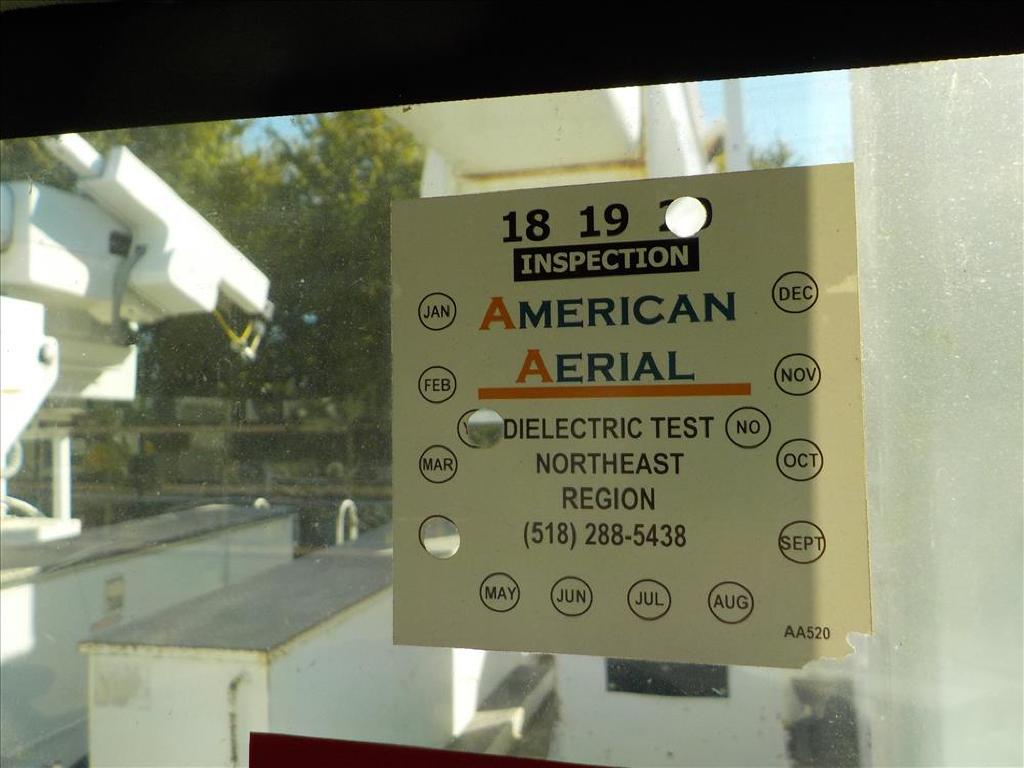 18 19 20
INSPECTION
JAN
AMERICAN
DEC
FEB
AERIAL
NOV
DIELECTRIC TEST NO
MAR
NORTHEAST
OCT
REGION
(518) 288-5438
SEPT
MAY JUN JUL AUG
AA520